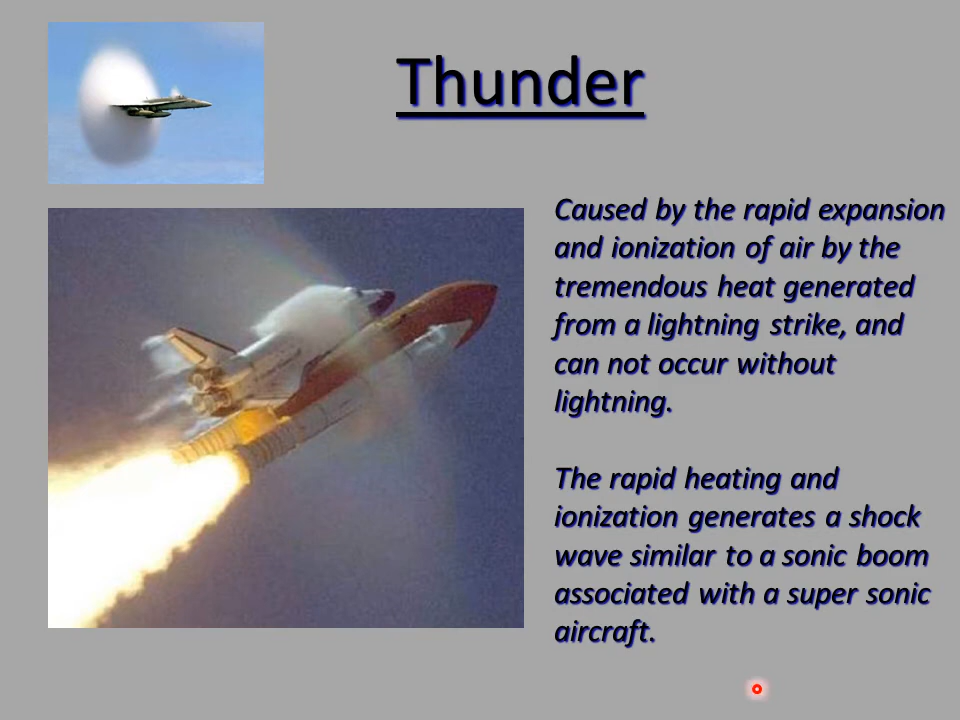 Thunder
Caused by the rapid expansion
and ionization of air by the
tremendous heat generated
from a lightning strike, and
can not occur without
lightning.
The rapid heating and
ionization generates a shock
wave similar to a sonic boom
associated with a super sonic
aircraft.